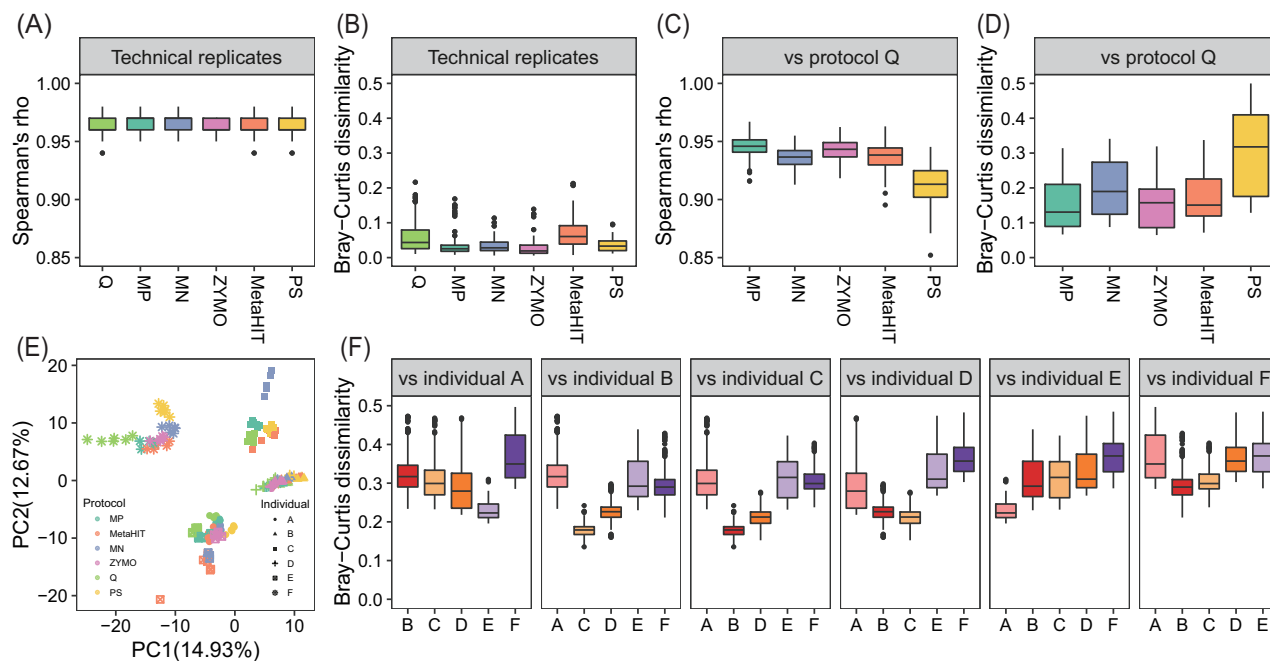 (A)
(B)
(C)
(D)
Technical replicates
Technical replicates
vs protocol Q
vs protocol Q
Spearman's rho
1.00
0.95
0.90
0.85
Q
MP
MN
ZYMO
MetaHIT
PS
Bray−Curtis dissimilarity
0.5
0.4
0.3
0.2
0.1
0.0
Q
MP
MN
ZYMO
MetaHIT
PS
Spearman's rho
1.00
0.95
0.90
0.85
MP
MN
ZYMO
MetaHIT
PS
Bray−Curtis dissimilarity
0.5
0.4
0.3
0.2
0.1
0.0
MP
MN
ZYMO
MetaHIT
PS
(E)
PC2(12.67%)
20
10
0
−10
−20
Protocol
MP
MetaHIT
MN
ZYMO
Q
PS
Individual
A
B
C
D
E
F
−20
−10
0
10
PC1(14.93%)
(F)
Bray−Curtis dissimilarity
0.5
0.4
0.3
0.2
0.1
0.0
vs individual A
vs individual B
vs individual C
vs individual D
vs individual E
vs individual F
B C D E F
A C D E F
A B D E F
A B C E F
A B C D F
A B C D E